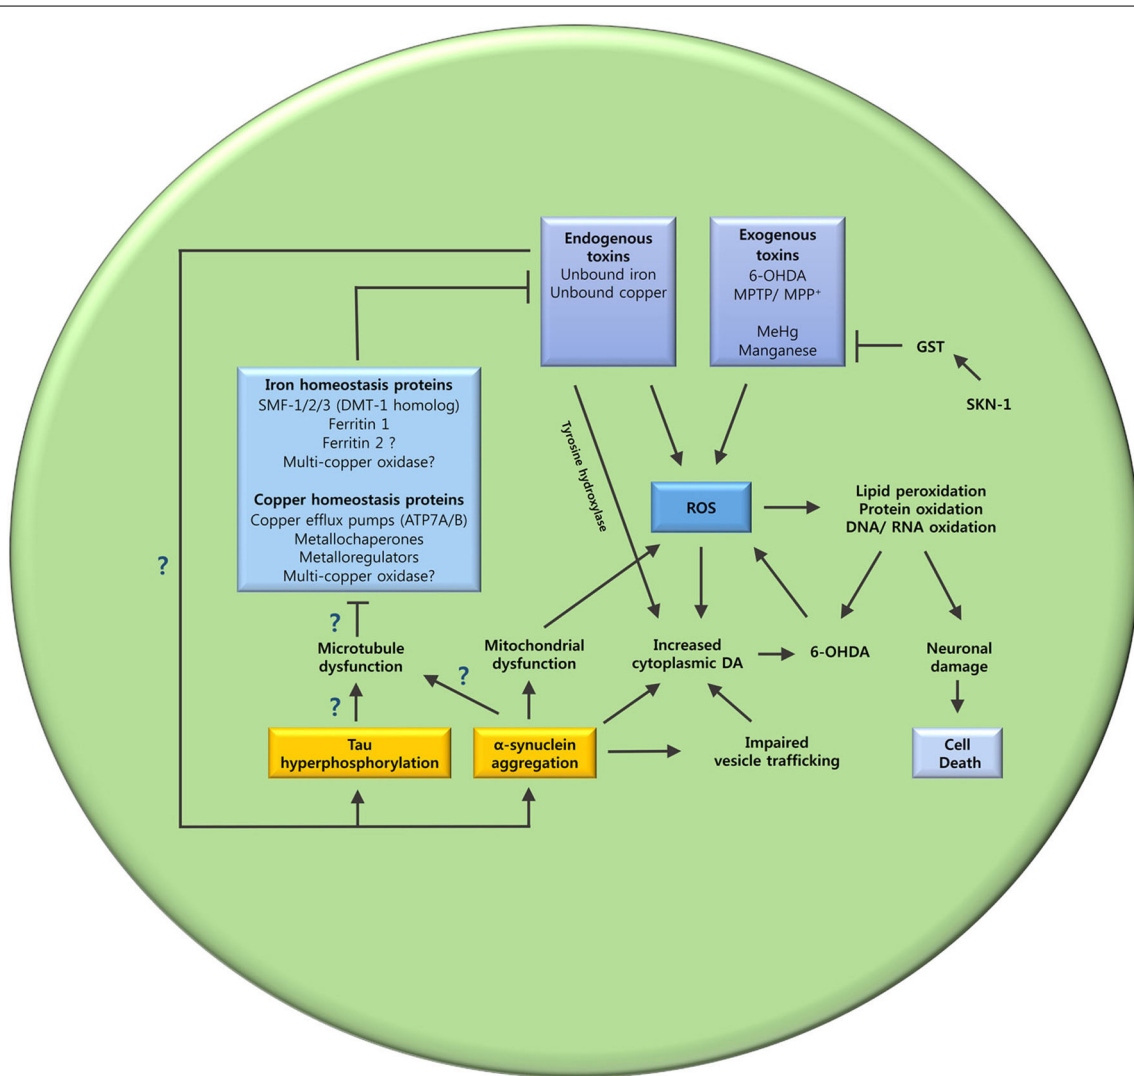 Endogenous
toxins
Unbound iron
Unbound copper
Exogenous
toxins
6-OHDA
MPTP/ MPP⁺
MeHg
Manganese
GST
SKN-1
Iron homeostasis proteins
SMF-1/2/3 (DMT-1 homolog)
Ferritin 1
Ferritin 2 ?
Multi-copper oxidase?
Copper homeostasis proteins
Copper efflux pumps (ATP7A/B)
Metallochaperones
Metalloregulators
Multi-copper oxidase?
Tyrosine hydroxylase
ROS
Lipid peroxidation
Protein oxidation
DNA/ RNA oxidation
?
?
Microtubule
dysfunction
?
Mitochondrial
dysfunction
Increased
cytoplasmic DA
6-OHDA
Neuronal
damage
?
Tau
hyperphosphorylation
α-synuclein
aggregation
Impaired
vesicle trafficking
Cell
Death